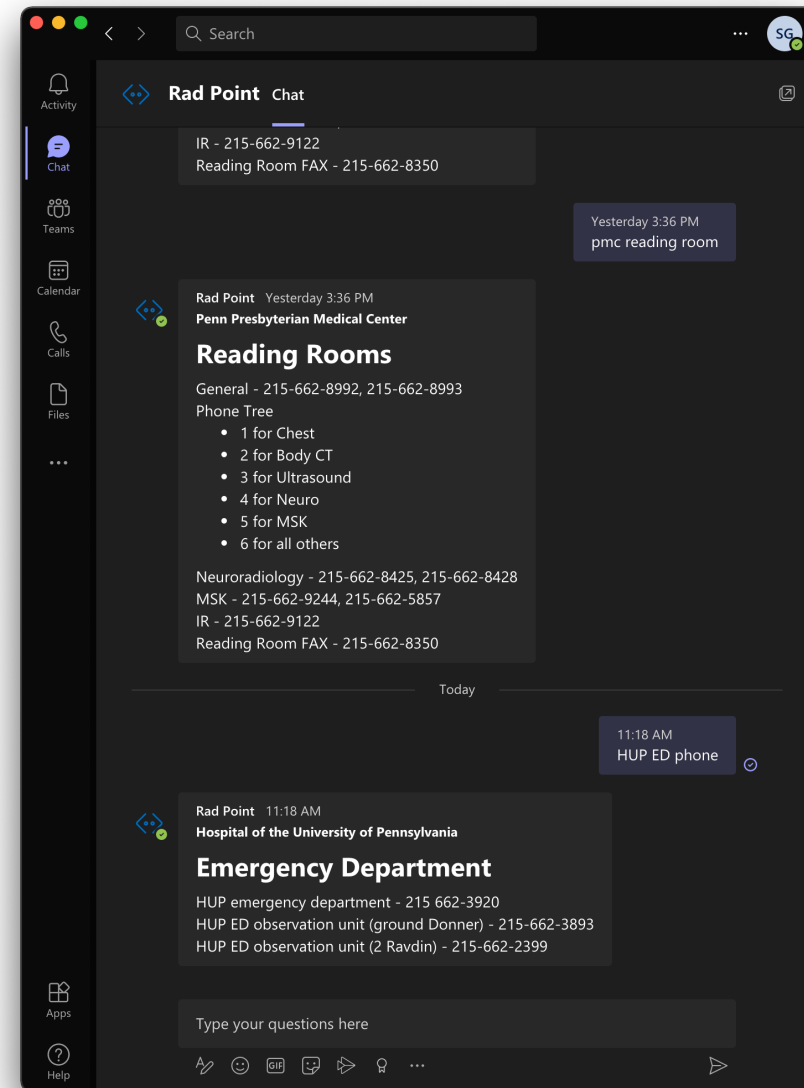 Search
SG
Activity
Chat
Teams
Calendar
Calls
Files
Apps
Help
Rad Point Chat
IR - 215-662-9122
Reading Room FAX - 215-662-8350
Yesterday 3:36 PM
pmc reading room
Rad Point Yesterday 3:36 PM
Penn Presbyterian Medical Center
Reading Rooms
General - 215-662-8992, 215-662-8993
Phone Tree
• 1 for Chest
• 2 for Body CT
• 3 for Ultrasound
• 4 for Neuro
• 5 for MSK
• 6 for all others
Neuroradiology - 215-662-8425, 215-662-8428
MSK - 215-662-9244, 215-662-5857
IR - 215-662-9122
Reading Room FAX - 215-662-8350
Today
11:18 AM
HUP ED phone
Rad Point 11:18 AM
Hospital of the University of Pennsylvania
Emergency Department
HUP emergency department - 215 662-3920
HUP ED observation unit (ground Donner) - 215-662-3893
HUP ED observation unit (2 Ravdin) - 215-662-2399
Type your questions here
GIF